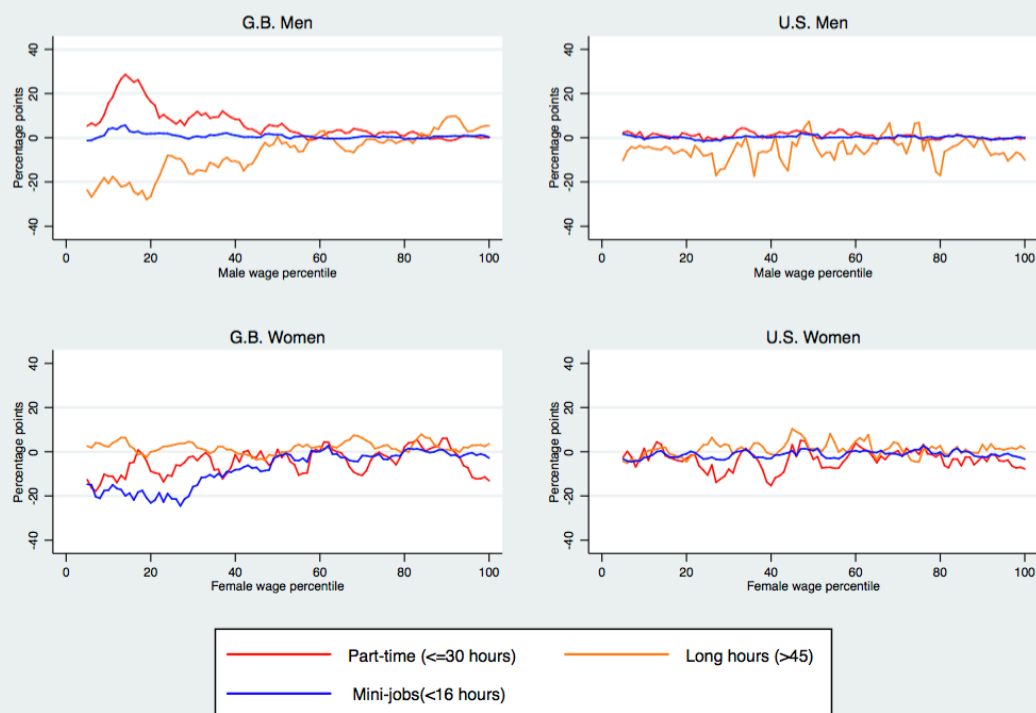 G.B. Men
Percentage points
40
20
0
-20
-40
0 20 40 60 80 100
Male wage percentile
U.S. Men
Percentage points
40
20
0
-20
-40
0 20 40 60 80 100
Male wage percentile
G.B. Women
Percentage points
40
20
0
-20
-40
0 20 40 60 80 100
Female wage percentile
U.S. Women
Percentage points
40
20
0
-20
-40
0 20 40 60 80 100
Female wage percentile
Part-time (<=30 hours) Long hours (>45)
Mini-jobs(<16 hours)